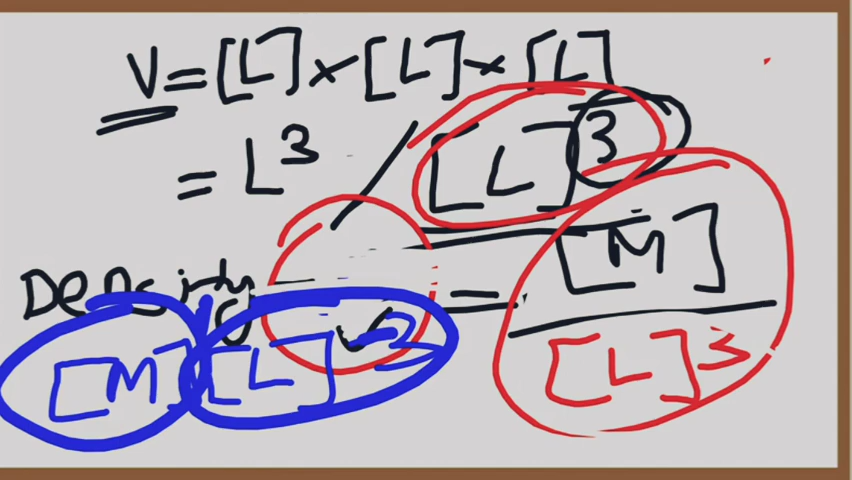 V = [L] × [L] × [L]
= L³ / [L]³
Density = [M]
[L]³
[M] [L]⁻³